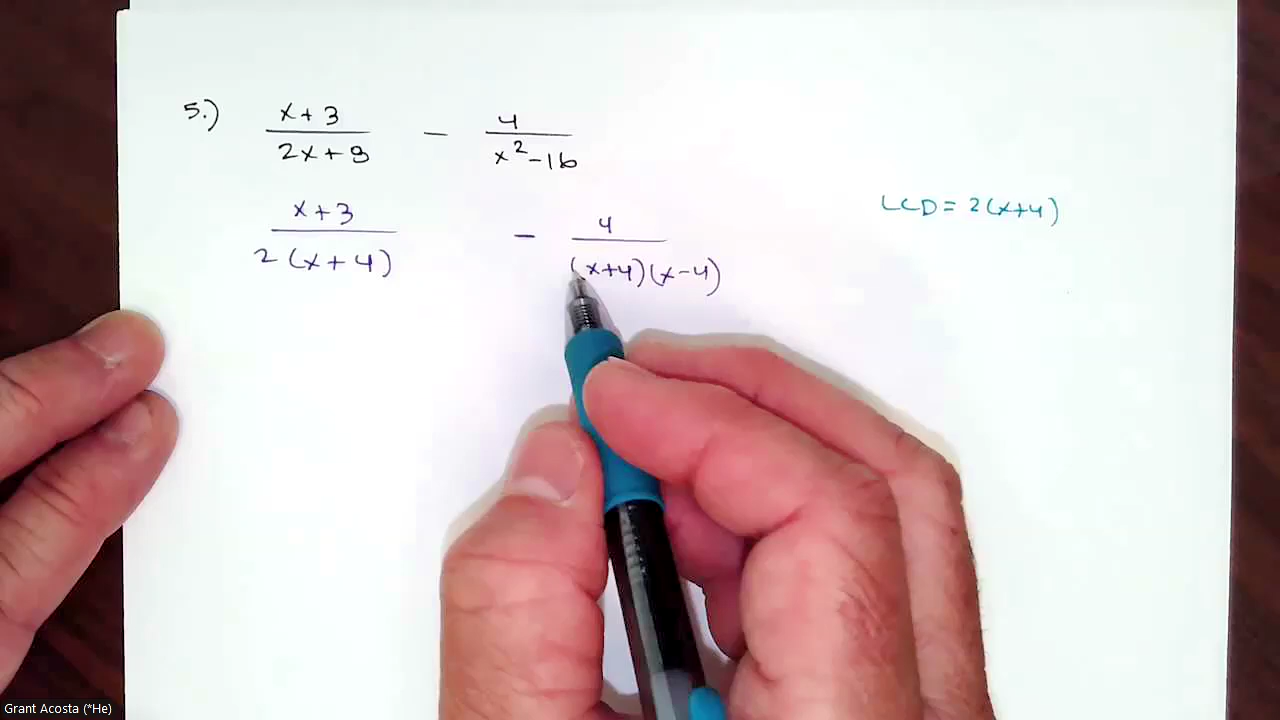 5.) x+3 / 2x+8 − 4 / x²-16
x+3 / 2(x+4) − 4 / (x+4)(x-4)
LCD = 2(x+4)
Grant Acosta (*He)